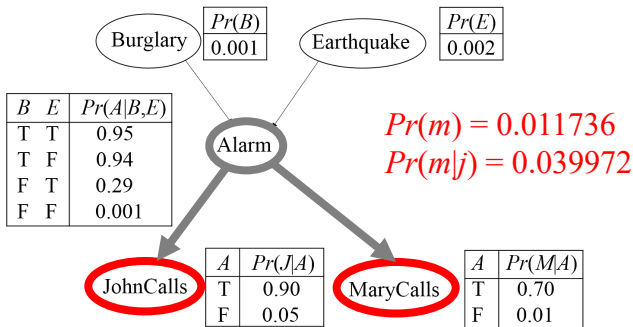 Burglary
Pr(B)
0.001
Earthquake
Pr(E)
0.002
B E Pr(A|B,E)
T T 0.95
T F 0.94
F T 0.29
F F 0.001
Alarm
Pr(m) = 0.011736
Pr(m|j) = 0.039972
JohnCalls
A Pr(J|A)
T 0.90
F 0.05
MaryCalls
A Pr(M|A)
T 0.70
F 0.01